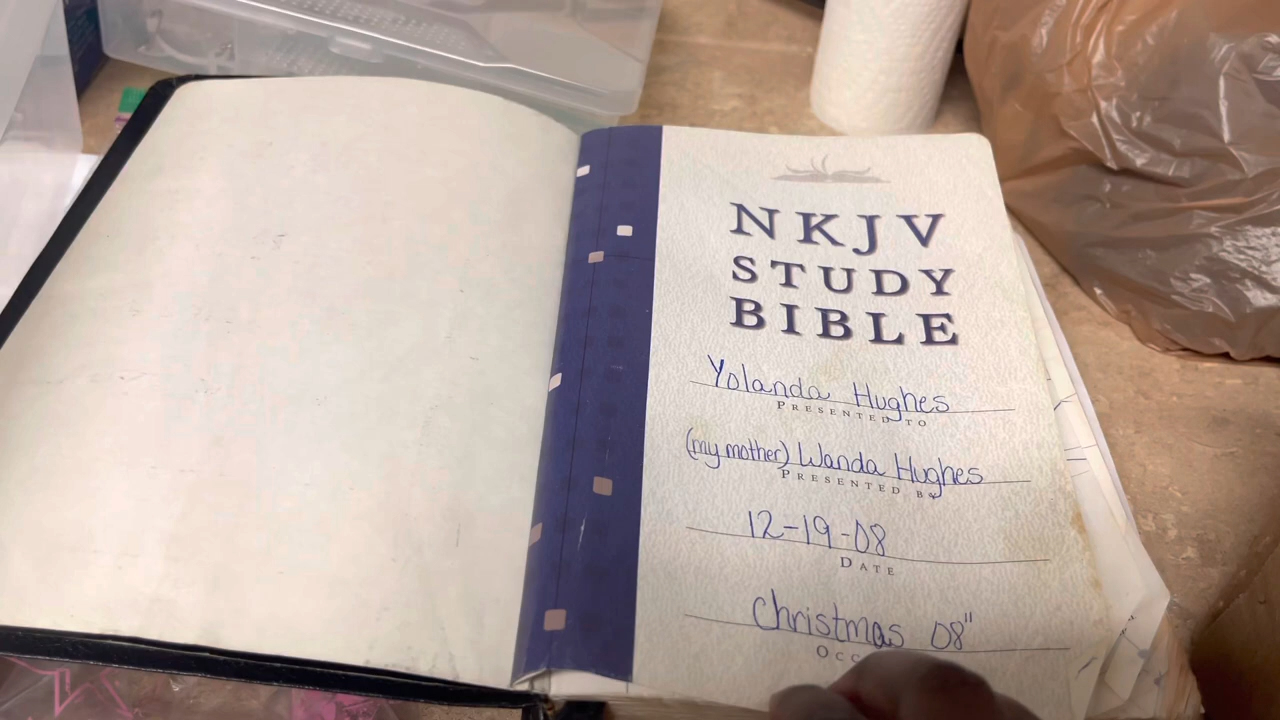 NKJV
STUDY
BIBLE
Yolanda Hughes
PRESENTED TO
(my mother) Wanda Hughes
PRESENTED BY
12-19-08
DATE
Christmas 08"